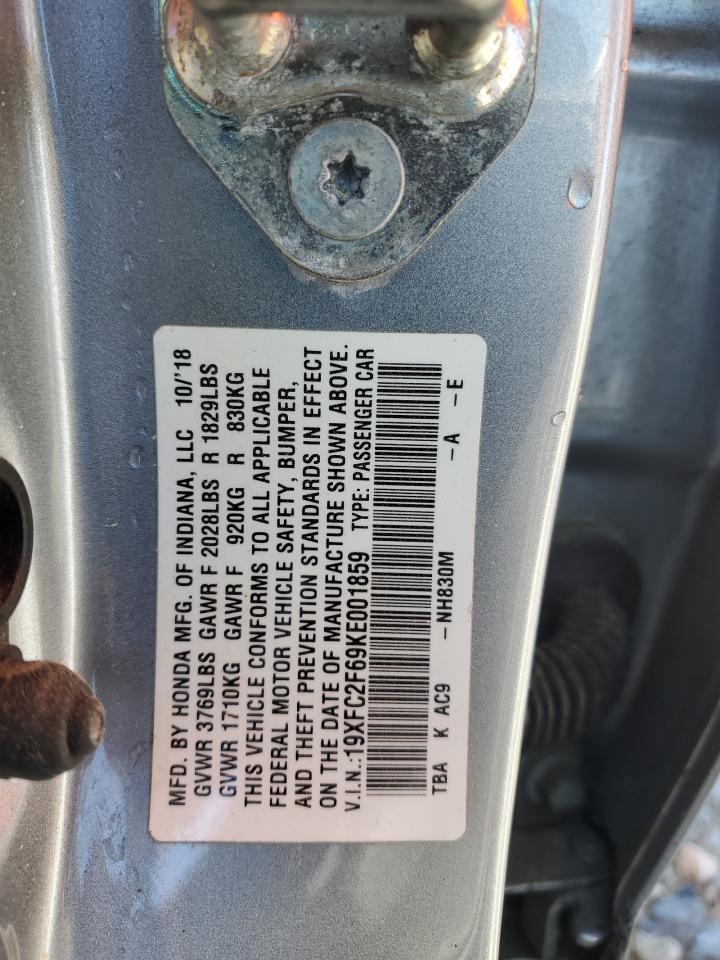 MFD. BY HONDA MFG. OF INDIANA, LLC 10/'18
GVWR 3769LBS GAWR F 2028LBS R 1829LBS
GVWR 1710KG GAWR F 920KG R 830KG
THIS VEHICLE CONFORMS TO ALL APPLICABLE
FEDERAL MOTOR VEHICLE SAFETY, BUMPER,
AND THEFT PREVENTION STANDARDS IN EFFECT
ON THE DATE OF MANUFACTURE SHOWN ABOVE.
V.I.N.:19XFC2F69KE001859 TYPE: PASSENGER CAR
TBA K AC9 -NH830M -A -E